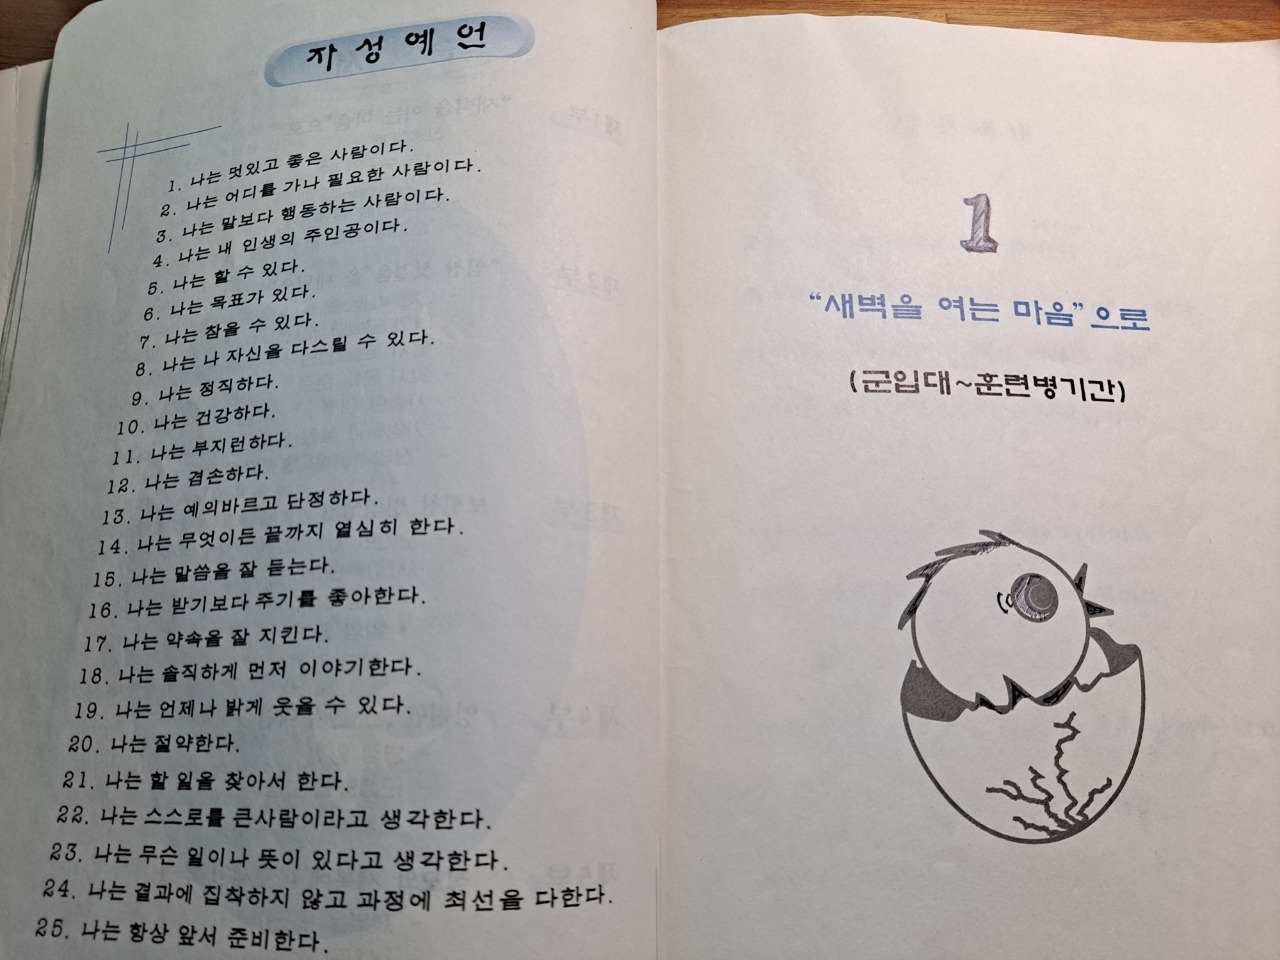 자 성 예 언
1. 나는 멋있고 좋은 사람이다.
2. 나는 어디를 가나 필요한 사람이다.
3. 나는 말보다 행동하는 사람이다.
4. 나는 내 인생의 주인공이다.
5. 나는 할 수 있다.
6. 나는 목표가 있다.
7. 나는 참을 수 있다.
8. 나는 나 자신을 다스릴 수 있다.
9. 나는 정직하다.
10. 나는 건강하다.
11. 나는 부지런하다.
12. 나는 겸손하다.
13. 나는 예의바르고 단정하다.
14. 나는 무엇이든 끝까지 열심히 한다.
15. 나는 말씀을 잘 듣는다.
16. 나는 받기보다 주기를 좋아한다.
17. 나는 약속을 잘 지킨다.
18. 나는 솔직하게 먼저 이야기한다.
19. 나는 언제나 밝게 웃을 수 있다.
20. 나는 절약한다.
21. 나는 할 일을 찾아서 한다.
22. 나는 스스로를 큰사람이라고 생각한다.
23. 나는 무슨 일이나 뜻이 있다고 생각한다.
24. 나는 결과에 집착하지 않고 과정에 최선을 다한다.
25. 나는 항상 앞서 준비한다.
1
“새벽을 여는 마음”으로
(군입대~훈련병기간)